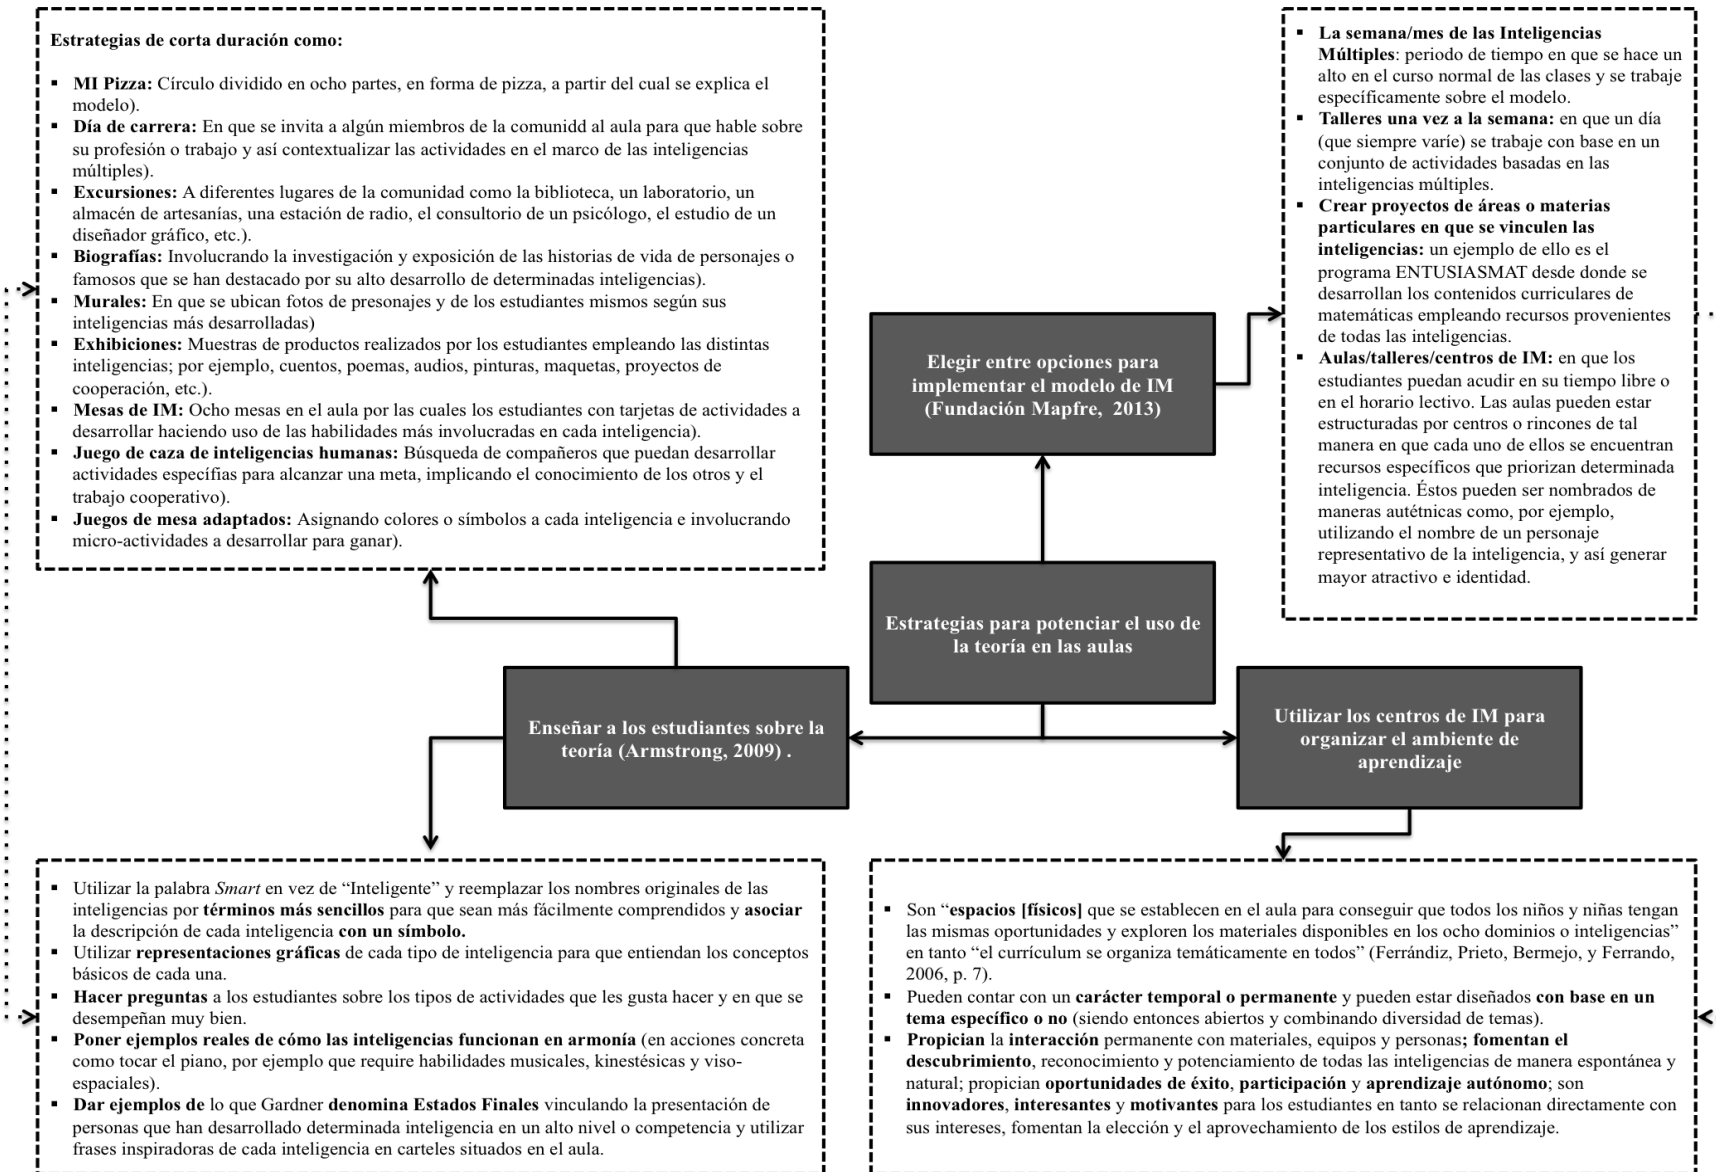 Estrategias de corta duración como:
▪ MI Pizza: Círculo dividido en ocho partes, en forma de pizza, a partir del cual se explica el
modelo).
▪ Día de carrera: En que se invita a algún miembros de la comunidd al aula para que hable sobre
su profesión o trabajo y así contextualizar las actividades en el marco de las inteligencias
múltiples).
▪ Excursiones: A diferentes lugares de la comunidad como la biblioteca, un laboratorio, un
almacén de artesanías, una estación de radio, el consultorio de un psicólogo, el estudio de un
diseñador gráfico, etc.).
▪ Biografías: Involucrando la investigación y exposición de las historias de vida de personajes o
famosos que se han destacado por su alto desarrollo de determinadas inteligencias).
▪ Murales: En que se ubican fotos de presonajes y de los estudiantes mismos según sus
inteligencias más desarrolladas)
▪ Exhibiciones: Muestras de productos realizados por los estudiantes empleando las distintas
inteligencias; por ejemplo, cuentos, poemas, audios, pinturas, maquetas, proyectos de
cooperación, etc.).
▪ Mesas de IM: Ocho mesas en el aula por las cuales los estudiantes con tarjetas de actividades a
desarrollar haciendo uso de las habilidades más involucradas en cada inteligencia).
▪ Juego de caza de inteligencias humanas: Búsqueda de compañeros que puedan desarrollar
actividades específias para alcanzar una meta, implicando el conocimiento de los otros y el
trabajo cooperativo).
▪ Juegos de mesa adaptados: Asignando colores o símbolos a cada inteligencia e involucrando
micro-actividades a desarrollar para ganar).
▪ La semana/mes de las Inteligencias
Múltiples: periodo de tiempo en que se hace un
alto en el curso normal de las clases y se trabaje
específicamente sobre el modelo.
▪ Talleres una vez a la semana: en que un día
(que siempre varíe) se trabaje con base en un
conjunto de actividades basadas en las
inteligencias múltiples.
▪ Crear proyectos de áreas o materias
particulares en que se vinculen las
inteligencias: un ejemplo de ello es el
programa ENTUSIASMAT desde donde se
desarrollan los contenidos curriculares de
matemáticas empleando recursos provenientes
de todas las inteligencias.
▪ Aulas/talleres/centros de IM: en que los
estudiantes puedan acudir en su tiempo libre o
en el horario lectivo. Las aulas pueden estar
estructuradas por centros o rincones de tal
manera en que cada uno de ellos se encuentran
recursos específicos que priorizan determinada
inteligencia. Éstos pueden ser nombrados de
maneras autétnicas como, por ejemplo,
utilizando el nombre de un personaje
representativo de la inteligencia, y así generar
mayor atractivo e identidad.
Elegir entre opciones para
implementar el modelo de IM
(Fundación Mapfre, 2013)
Estrategias para potenciar el uso de
la teoría en las aulas
Enseñar a los estudiantes sobre la
teoría (Armstrong, 2009) .
Utilizar los centros de IM para
organizar el ambiente de
aprendizaje
▪ Utilizar la palabra Smart en vez de “Inteligente” y reemplazar los nombres originales de las
inteligencias por términos más sencillos para que sean más fácilmente comprendidos y asociar
la descripción de cada inteligencia con un símbolo.
▪ Utilizar representaciones gráficas de cada tipo de inteligencia para que entiendan los conceptos
básicos de cada una.
▪ Hacer preguntas a los estudiantes sobre los tipos de actividades que les gusta hacer y en que se
desempeñan muy bien.
▪ Poner ejemplos reales de cómo las inteligencias funcionan en armonía (en acciones concreta
como tocar el piano, por ejemplo que require habilidades musicales, kinestésicas y viso-
espaciales).
▪ Dar ejemplos de lo que Gardner denomina Estados Finales vinculando la presentación de
personas que han desarrollado determinada inteligencia en un alto nivel o competencia y utilizar
frases inspiradoras de cada inteligencia en carteles situados en el aula.
▪ Son “espacios [físicos] que se establecen en el aula para conseguir que todos los niños y niñas tengan
las mismas oportunidades y exploren los materiales disponibles en los ocho dominios o inteligencias”
en tanto “el currículum se organiza temáticamente en todos” (Ferrándiz, Prieto, Bermejo, y Ferrando,
2006, p. 7).
▪ Pueden contar con un carácter temporal o permanente y pueden estar diseñados con base en un
tema específico o no (siendo entonces abiertos y combinando diversidad de temas).
▪ Propician la interacción permanente con materiales, equipos y personas; fomentan el
descubrimiento, reconocimiento y potenciamiento de todas las inteligencias de manera espontánea y
natural; propician oportunidades de éxito, participación y aprendizaje autónomo; son
innovadores, interesantes y motivantes para los estudiantes en tanto se relacionan directamente con
sus intereses, fomentan la elección y el aprovechamiento de los estilos de aprendizaje.